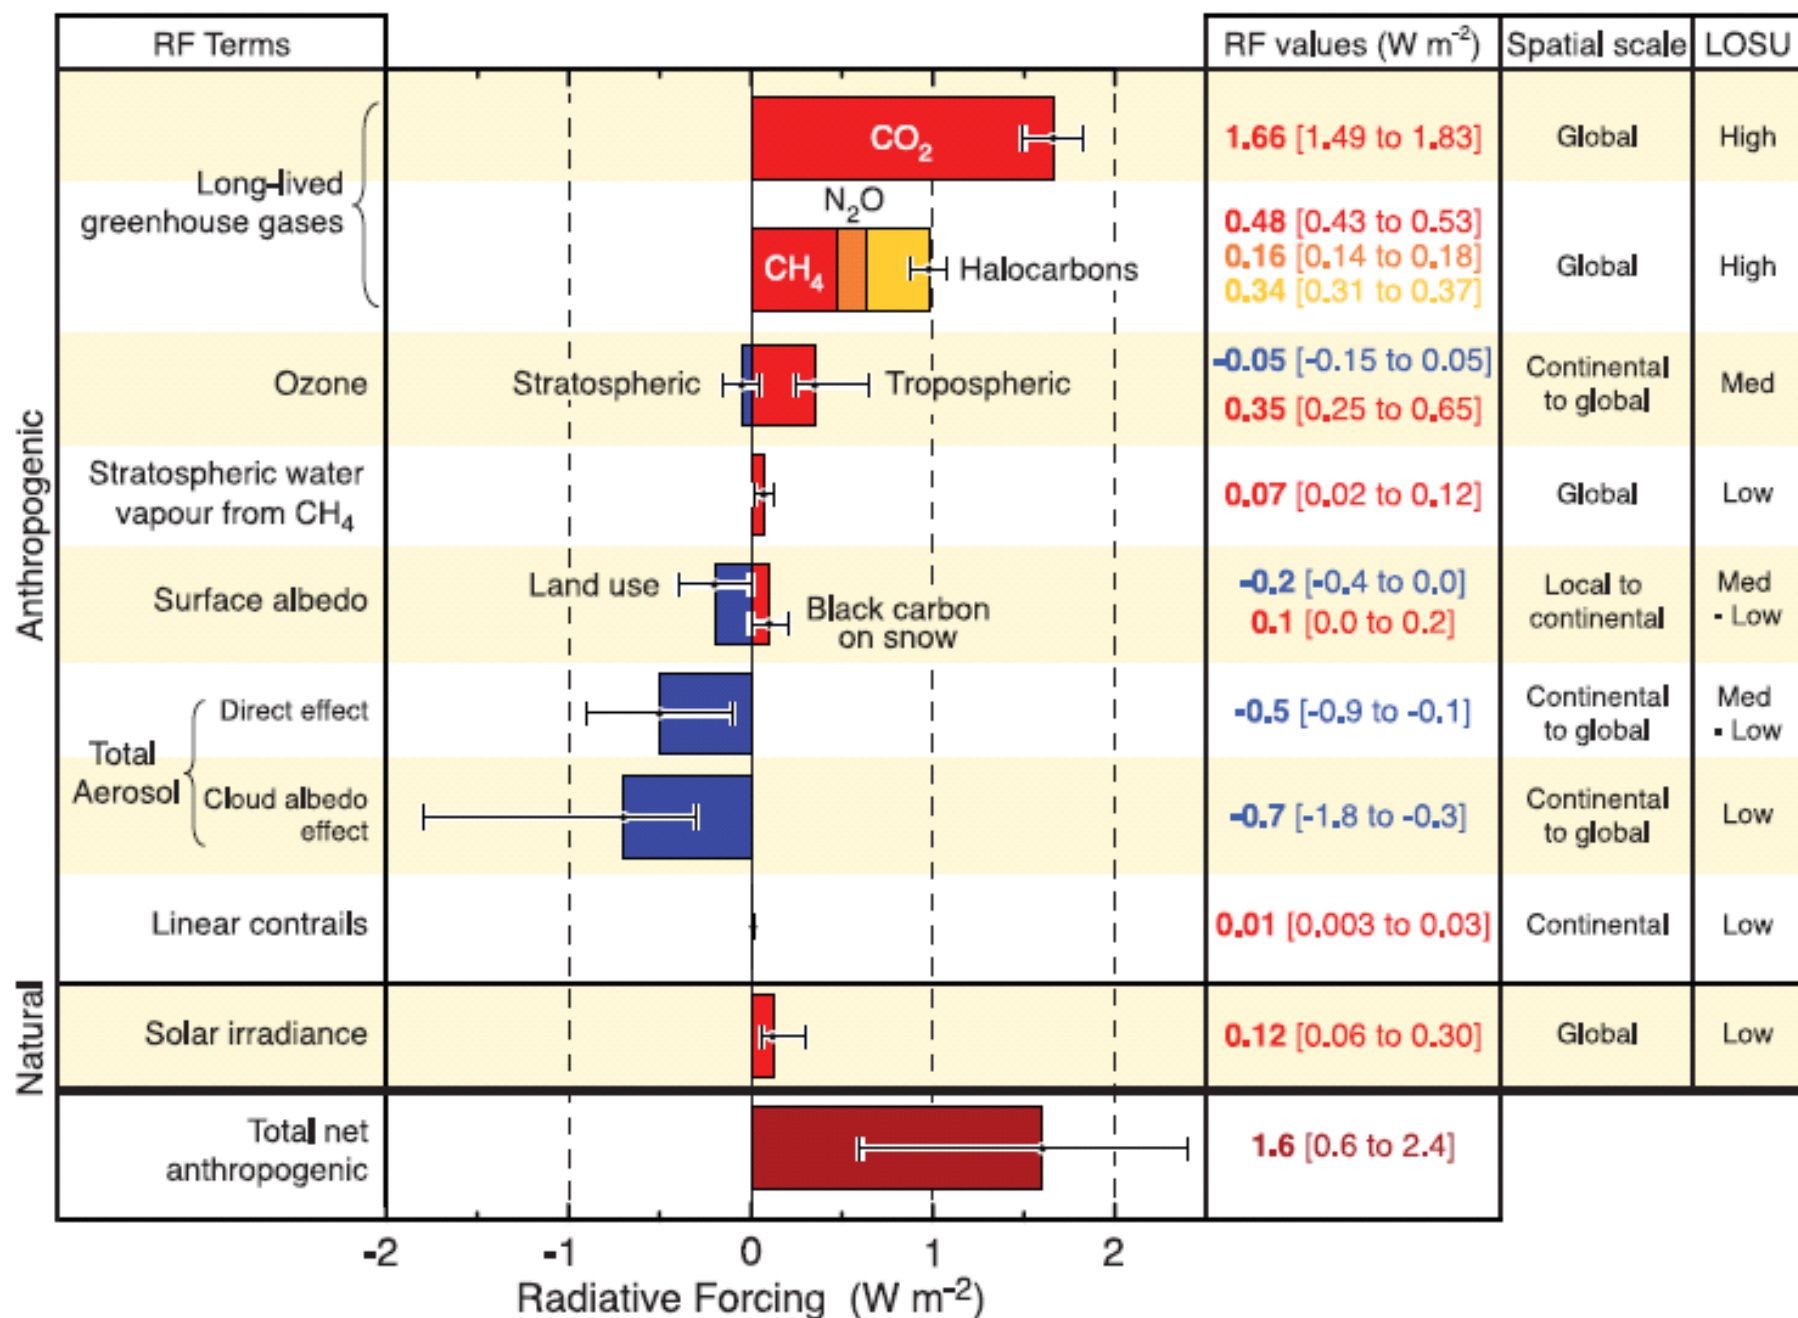 RF Terms
RF values (W m⁻²)
Spatial scale
LOSU
Anthropogenic
Long-lived
greenhouse gases
CO₂
1.66 [1.49 to 1.83]
Global
High
N₂O
CH₄
Halocarbons
0.48 [0.43 to 0.53]
0.16 [0.14 to 0.18]
0.34 [0.31 to 0.37]
Global
High
Ozone
Stratospheric
Tropospheric
-0.05 [-0.15 to 0.05]
0.35 [0.25 to 0.65]
Continental
to global
Med
Stratospheric water
vapour from CH₄
0.07 [0.02 to 0.12]
Global
Low
Surface albedo
Land use
Black carbon
on snow
-0.2 [-0.4 to 0.0]
0.1 [0.0 to 0.2]
Local to
continental
Med
- Low
Total
Aerosol
Direct effect
-0.5 [-0.9 to -0.1]
Continental
to global
Med
- Low
Cloud albedo
effect
-0.7 [-1.8 to -0.3]
Continental
to global
Low
Linear contrails
0.01 [0.003 to 0.03]
Continental
Low
Natural
Solar irradiance
0.12 [0.06 to 0.30]
Global
Low
Total net
anthropogenic
1.6 [0.6 to 2.4]
-2 -1 0 1 2
Radiative Forcing (W m⁻²)